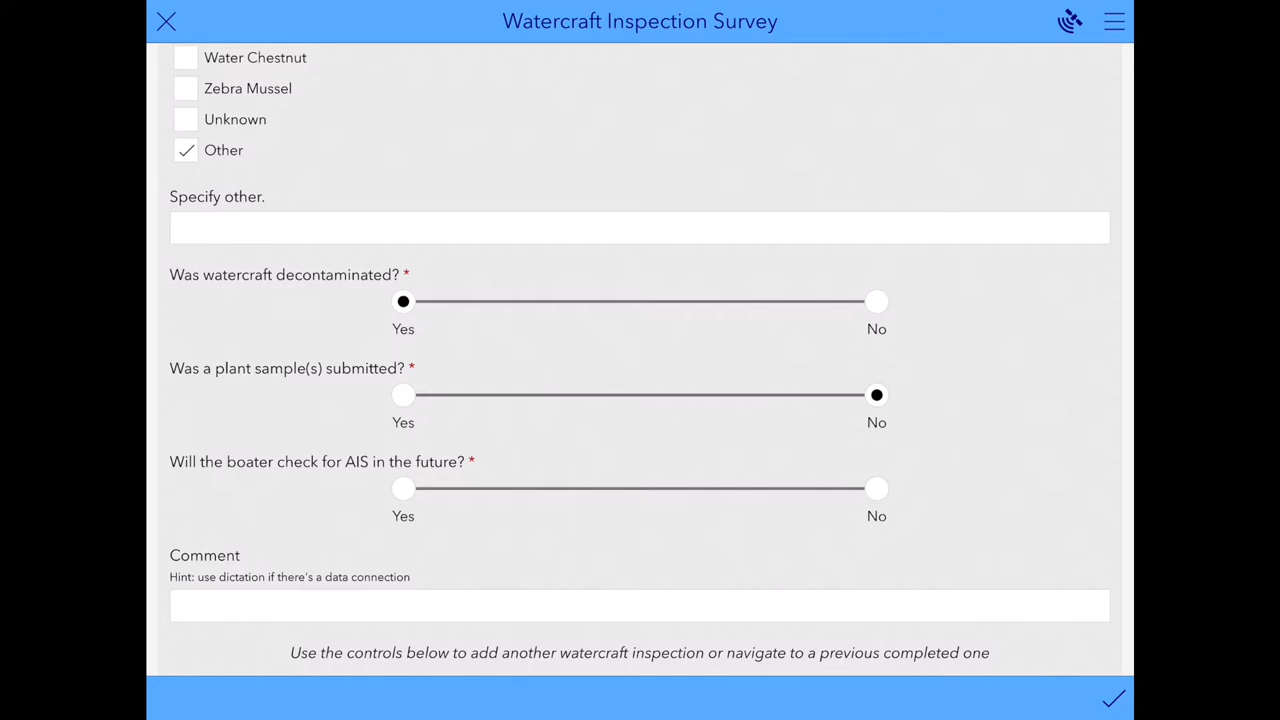 Watercraft Inspection Survey
Water Chestnut
Zebra Mussel
Unknown
Other
Specify other.
Was watercraft decontaminated? *
Yes No
Was a plant sample(s) submitted? *
Yes No
Will the boater check for AIS in the future? *
Yes No
Comment
Hint: use dictation if there's a data connection
Use the controls below to add another watercraft inspection or navigate to a previous completed one